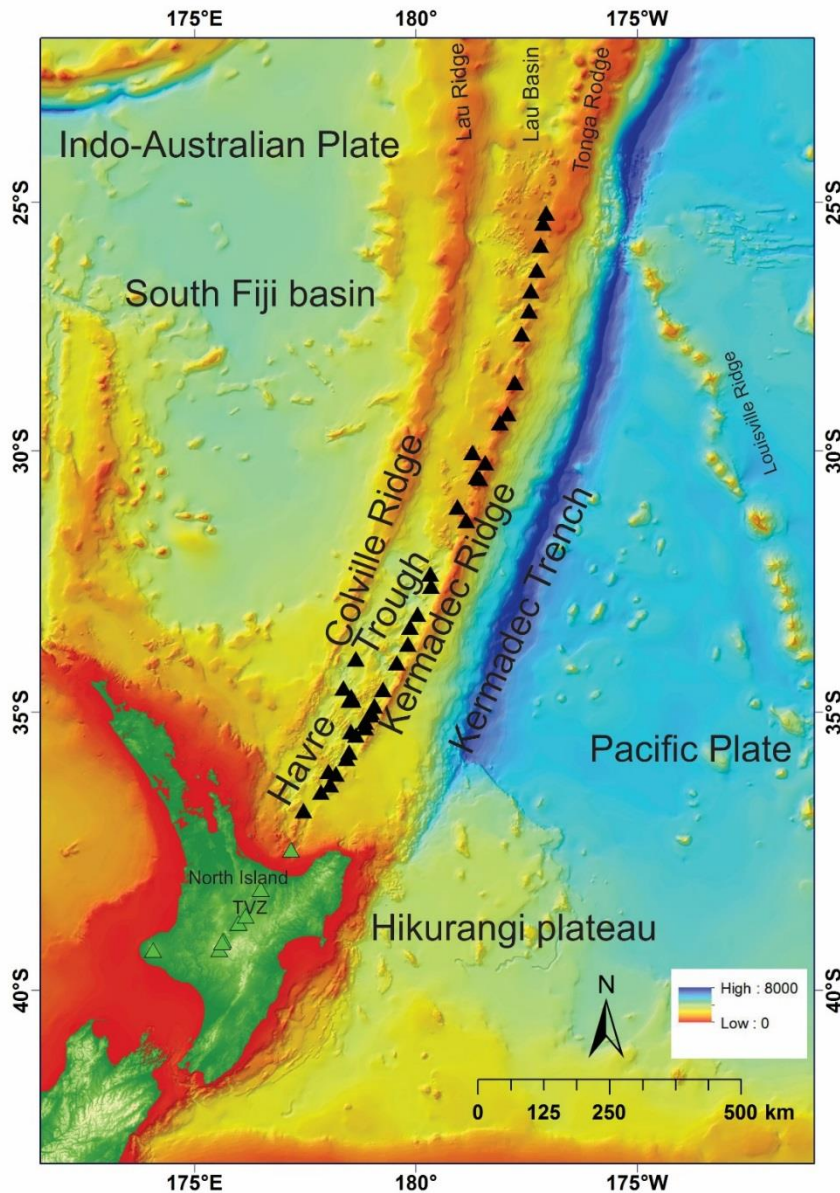 175°E 180° 175°W
Lau Ridge
Lau Basin
Tonga Rodge
Indo-Australian Plate
25°S 25°S
South Fiji basin
Louisville Ridge
30°S 30°S
Colville Ridge
Havre Trough
Kermadec Ridge
Kermadec Trench
35°S 35°S
Pacific Plate
North Island
TVZ
Hikurangi plateau
40°S 40°S
N
High : 8000
Low : 0
0 125 250 500 km
175°E 180° 175°W